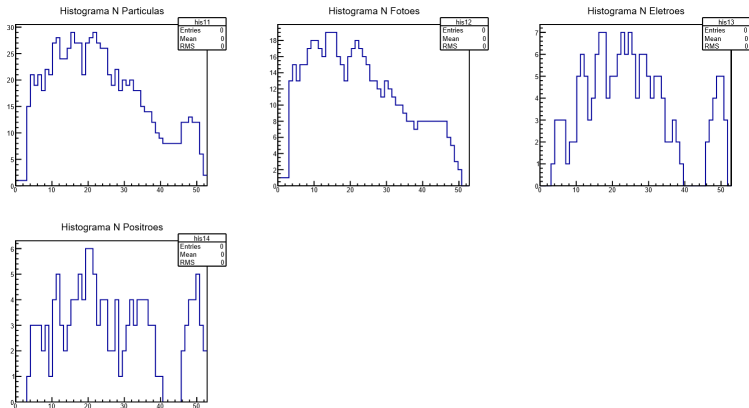 Histograma N Particulas
his11
Entries 0
Mean 0
RMS 0
30
25
20
15
10
5
0
0 10 20 30 40 50
Histograma N Fotoes
his12
Entries 0
Mean 0
RMS 0
18
16
14
12
10
8
6
4
2
0
0 10 20 30 40 50
Histograma N Eletroes
his13
Entries 0
Mean 0
RMS 0
7
6
5
4
3
2
1
0
0 10 20 30 40 50
Histograma N Positroes
his14
Entries 0
Mean 0
RMS 0
6
5
4
3
2
1
0
0 10 20 30 40 50